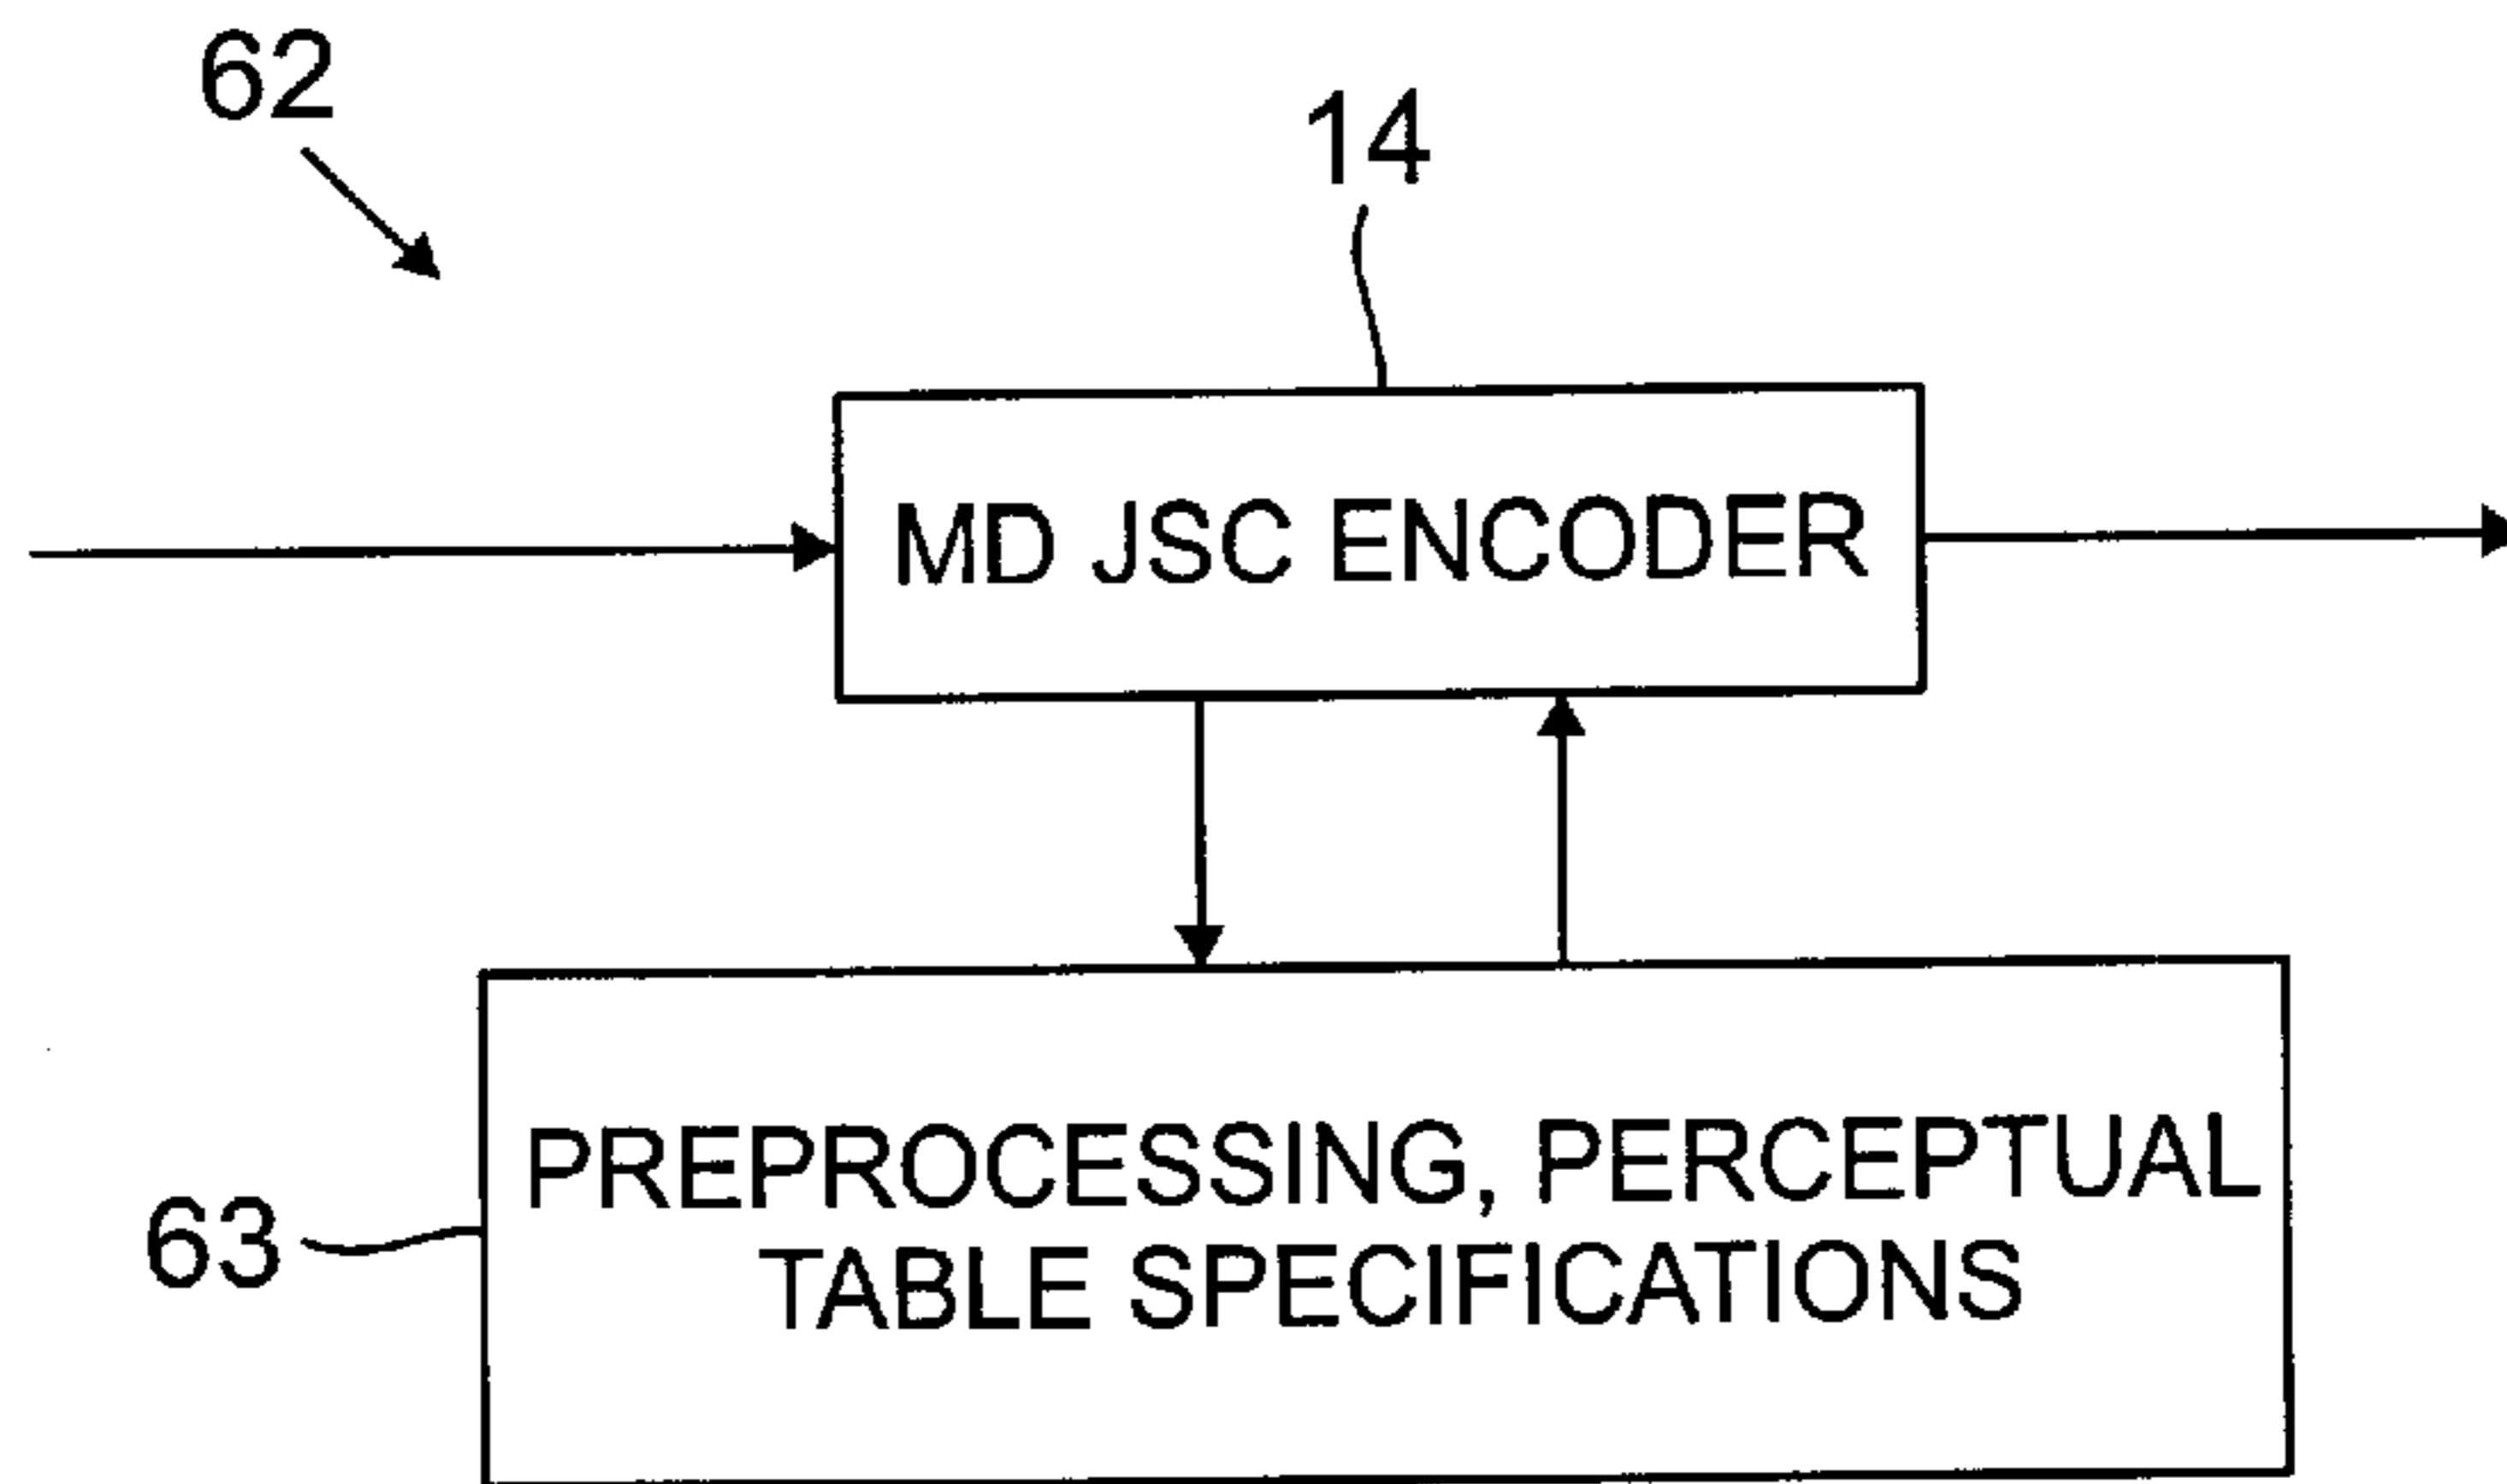 62
14
MD JSC ENCODER
PREPROCESSING, PERCEPTUAL
63
TABLE SPECIFICATIONS